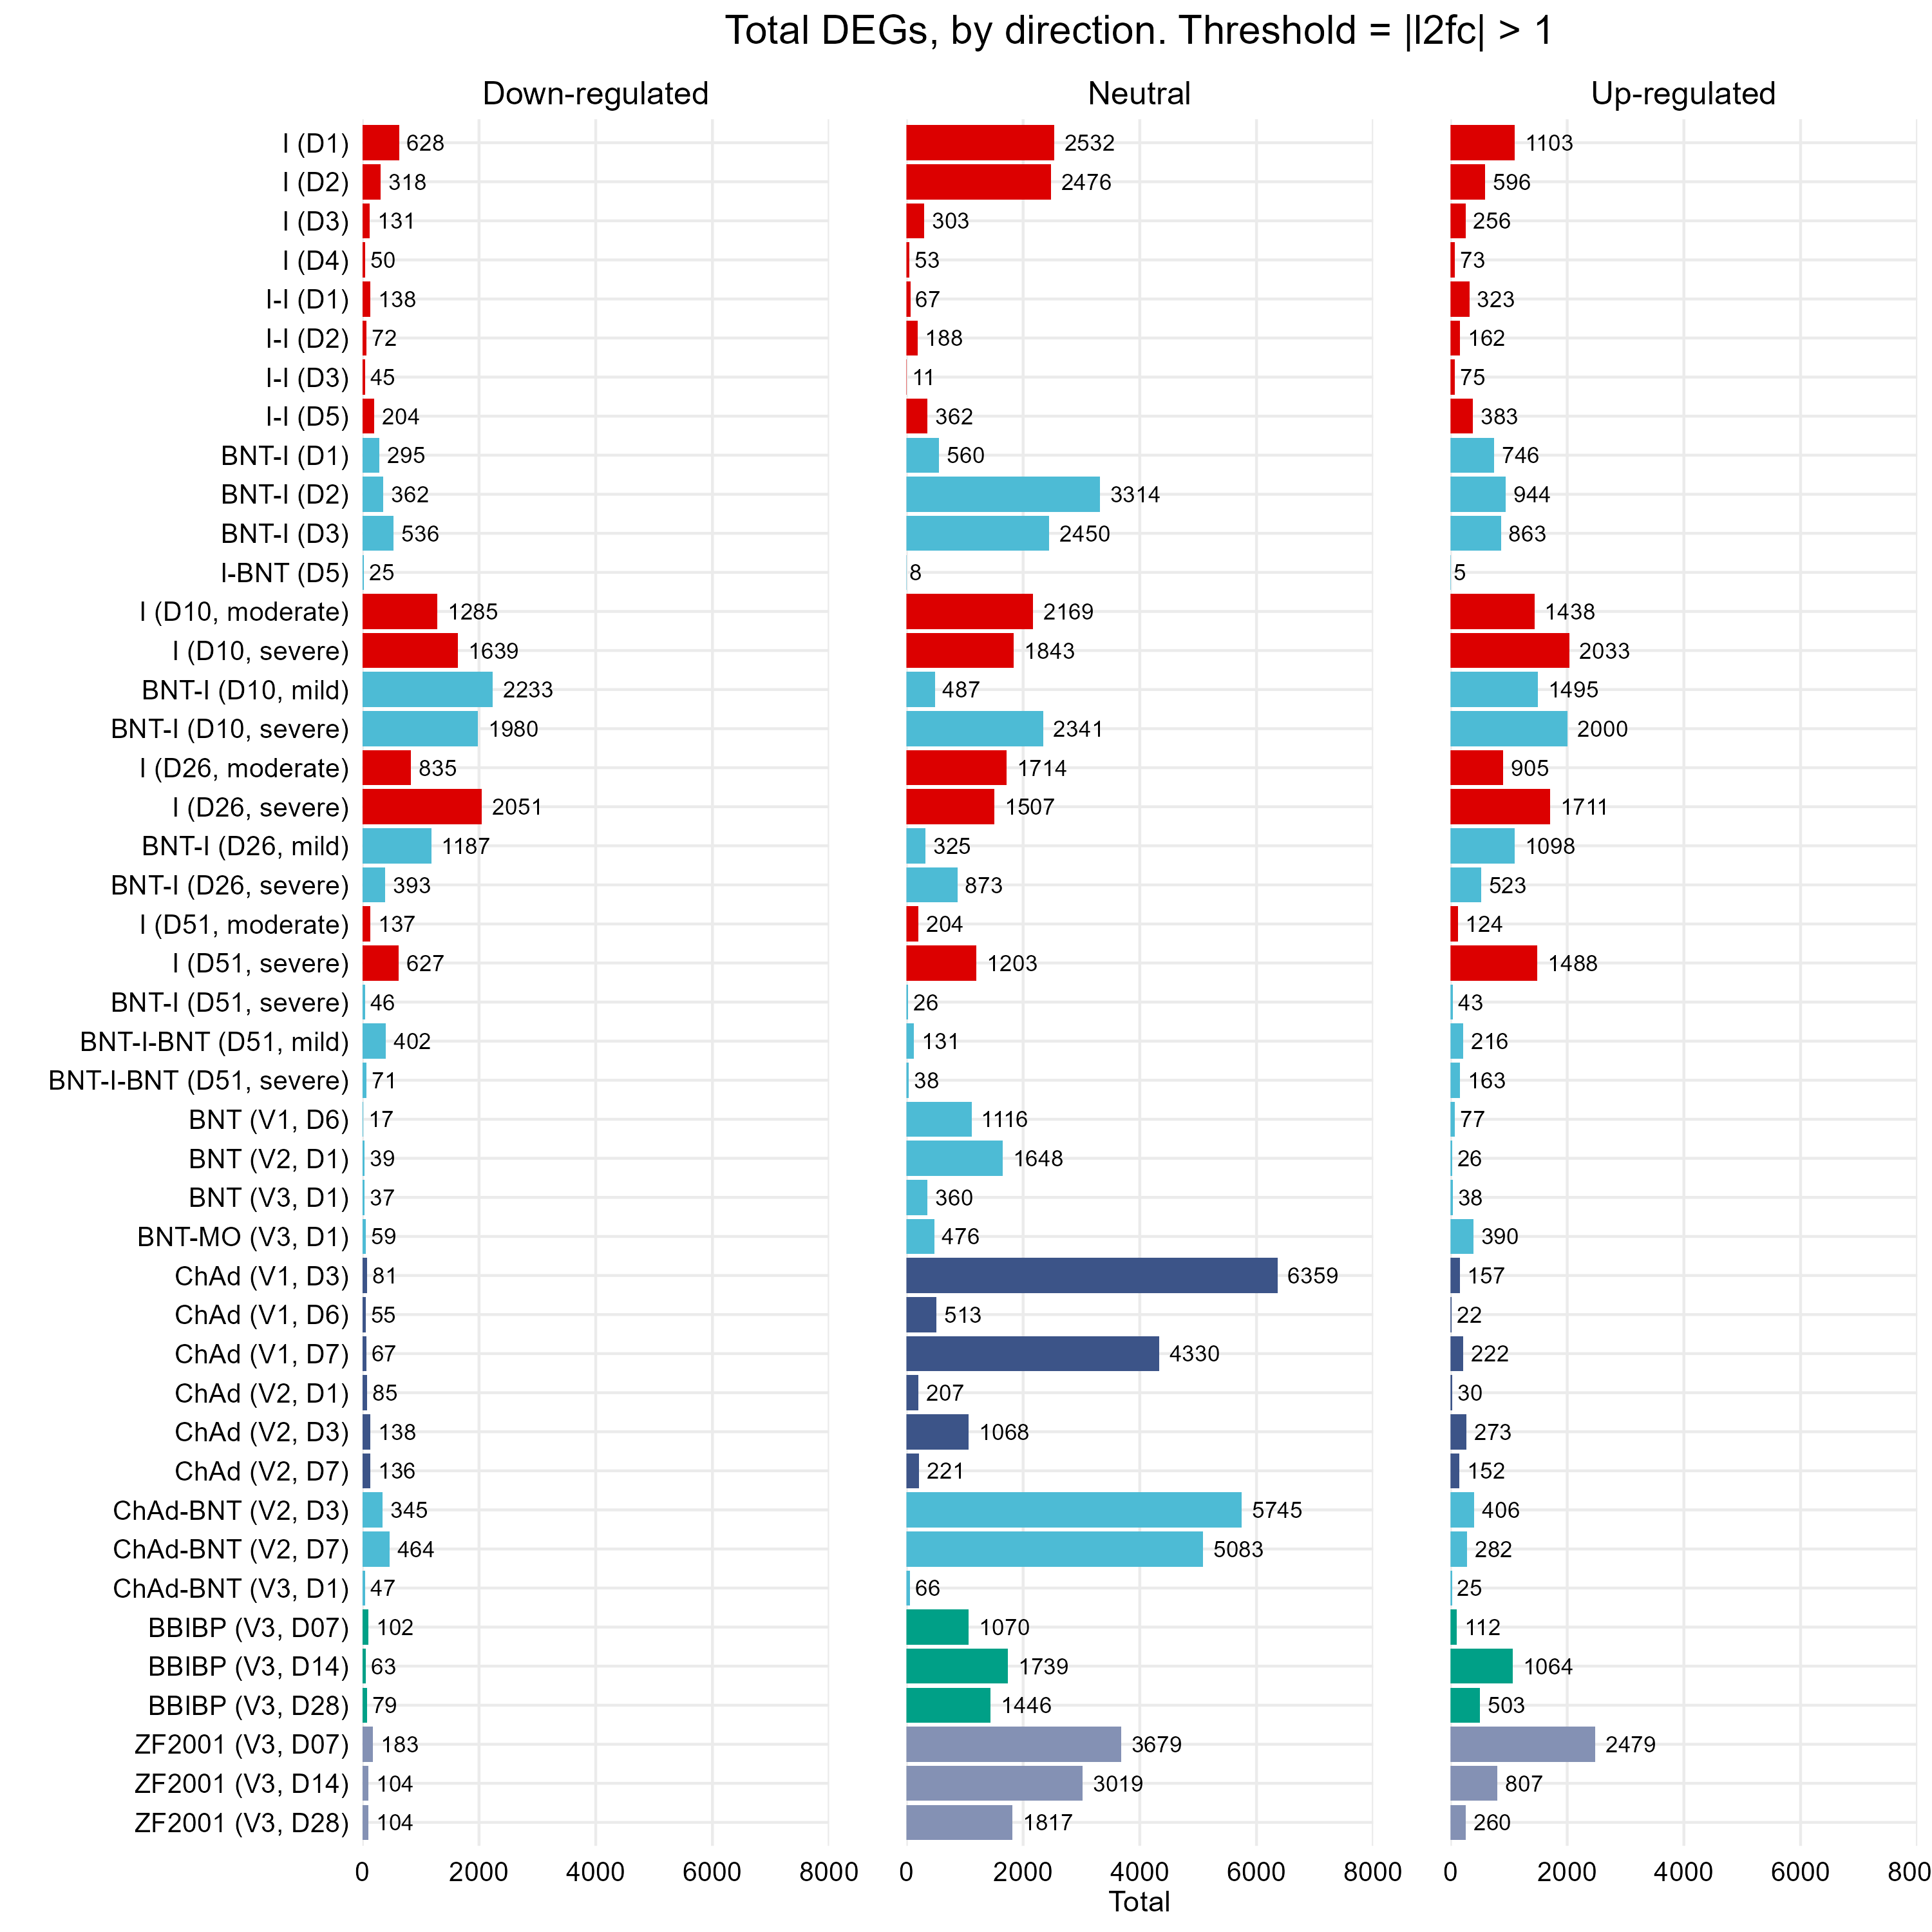 Total DEGs, by direction. Threshold = |l2fc| > 1
Down-regulated Neutral Up-regulated
I (D1) 628 2532 1103
I (D2) 318 2476 596
I (D3) 131 303 256
I (D4) 50 53 73
I-I (D1) 138 67 323
I-I (D2) 72 188 162
I-I (D3) 45 11 75
I-I (D5) 204 362 383
BNT-I (D1) 295 560 746
BNT-I (D2) 362 3314 944
BNT-I (D3) 536 2450 863
I-BNT (D5) 25 8 5
I (D10, moderate) 1285 2169 1438
I (D10, severe) 1639 1843 2033
BNT-I (D10, mild) 2233 487 1495
BNT-I (D10, severe) 1980 2341 2000
I (D26, moderate) 835 1714 905
I (D26, severe) 2051 1507 1711
BNT-I (D26, mild) 1187 325 1098
BNT-I (D26, severe) 393 873 523
I (D51, moderate) 137 204 124
I (D51, severe) 627 1203 1488
BNT-I (D51, severe) 46 26 43
BNT-I-BNT (D51, mild) 402 131 216
BNT-I-BNT (D51, severe) 71 38 163
BNT (V1, D6) 17 1116 77
BNT (V2, D1) 39 1648 26
BNT (V3, D1) 37 360 38
BNT-MO (V3, D1) 59 476 390
ChAd (V1, D3) 81 6359 157
ChAd (V1, D6) 55 513 22
ChAd (V1, D7) 67 4330 222
ChAd (V2, D1) 85 207 30
ChAd (V2, D3) 138 1068 273
ChAd (V2, D7) 136 221 152
ChAd-BNT (V2, D3) 345 5745 406
ChAd-BNT (V2, D7) 464 5083 282
ChAd-BNT (V3, D1) 47 66 25
BBIBP (V3, D07) 102 1070 112
BBIBP (V3, D14) 63 1739 1064
BBIBP (V3, D28) 79 1446 503
ZF2001 (V3, D07) 183 3679 2479
ZF2001 (V3, D14) 104 3019 807
ZF2001 (V3, D28) 104 1817 260
0 2000 4000 6000 8000 0 2000 4000 6000 8000 0 2000 4000 6000 800
Total